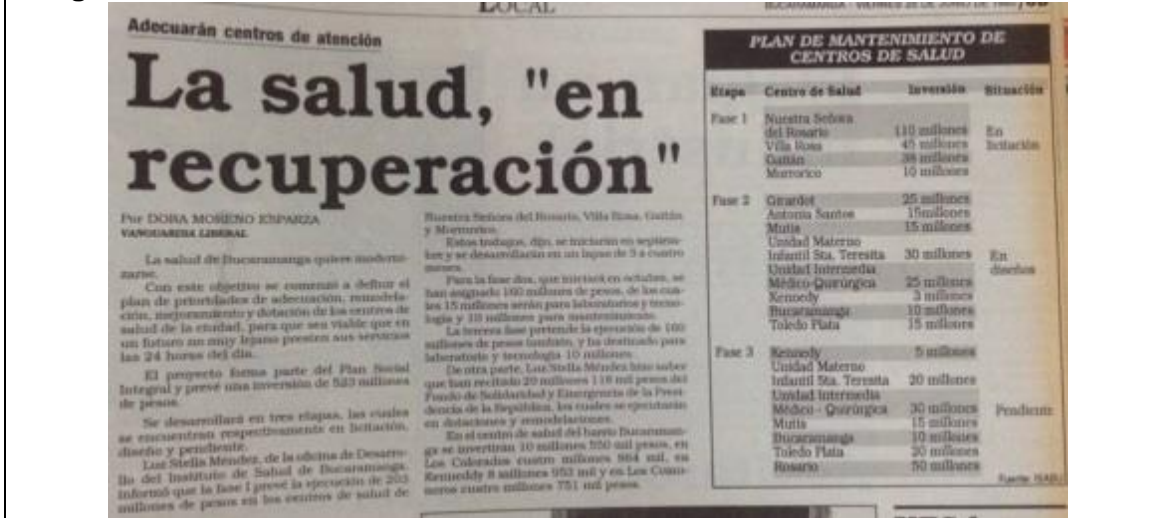 LOCAL
BUCARAMANGA - VIERNES 25 DE JUNIO DE
Adecuarán centros de atención
La salud, "en
recuperación"
Por DORA MORENO ESPARZA
VANGUARDIA LIBERAL
La salud de Bucaramanga quiere moderni-
zarse.
Con este objetivo se comenzó a definir el
plan de prioridades de adecuación, remodela-
ción, mejoramiento y dotación de los centros de
salud de la ciudad, para que sea viable que en
un futuro no muy lejano presten sus servicios
las 24 horas del día.
El proyecto forma parte del Plan Social
Integral y prevé una inversión de 523 millones
de pesos.
Se desarrollará en tres etapas, las cuales
se encuentran respectivamente en licitación,
diseño y pendiente.
Luz Stella Méndez, de la oficina de Desarro-
llo del Instituto de Salud de Bucaramanga,
informó que la fase I prevé la ejecución de 203
millones de pesos en los centros de salud de
Nuestra Señora del Rosario, Villa Rosa, Gaitán
y Morrorico.
Estos trabajos, dijo, se iniciarán en septiem-
bre y se desarrollarán en un lapso de 3 a cuatro
meses.
Para la fase dos, que iniciará en octubre, se
han asignado 160 millones de pesos, de los cua-
les 15 millones serán para laboratorios y tecno-
logía y 10 millones para mantenimiento.
La tercera fase pretende la ejecución de 160
millones de pesos también, y ha destinado para
laboratorio y tecnología 10 millones.
De otra parte, Luz Stella Méndez hizo saber
que han recitado 29 millones 118 mil pesos del
Fondo de Solidaridad y Emergencia de la Presi-
dencia de la República, los cuales se ejecutarán
en dotaciones y remodelaciones.
En el centro de salud del barrio Bucaraman-
ga se invertirán 10 millones 550 mil pesos, en
Los Colorados cuatro millones 864 mil, en
Kenneddy 8 millones 953 mil y en Los Comu-
neros cuatro millones 751 mil pesos.
PLAN DE MANTENIMIENTO DE
CENTROS DE SALUD
Etapa Centro de Salud Inversión Situación
Fase 1 Nuestra Señora
del Rosario 110 millones En
Villa Rosa 45 millones licitación
Gaitán 38 millones
Morrorico 10 millones
Fase 2 Girardot 25 millones
Antonia Santos 15millones
Mutis 15 millones
Unidad Materno
Infantil Sta. Teresita 30 millones En
Unidad Intermedia diseños
Médico-Quirúrgica 25 millones
Kennedy 3 millones
Bucaramanga 10 millones
Toledo Plata 15 millones
Fase 3 Kennedy 5 millones
Unidad Materno
Infantil Sta. Teresita 20 millones
Unidad Intermedia
Médico - Quirúrgica 30 millones Pendiente
Mutis 15 millones
Bucaramanga 10 millones
Toledo Plata 20 millones
Rosario 50 millones
Fuente: ISABU